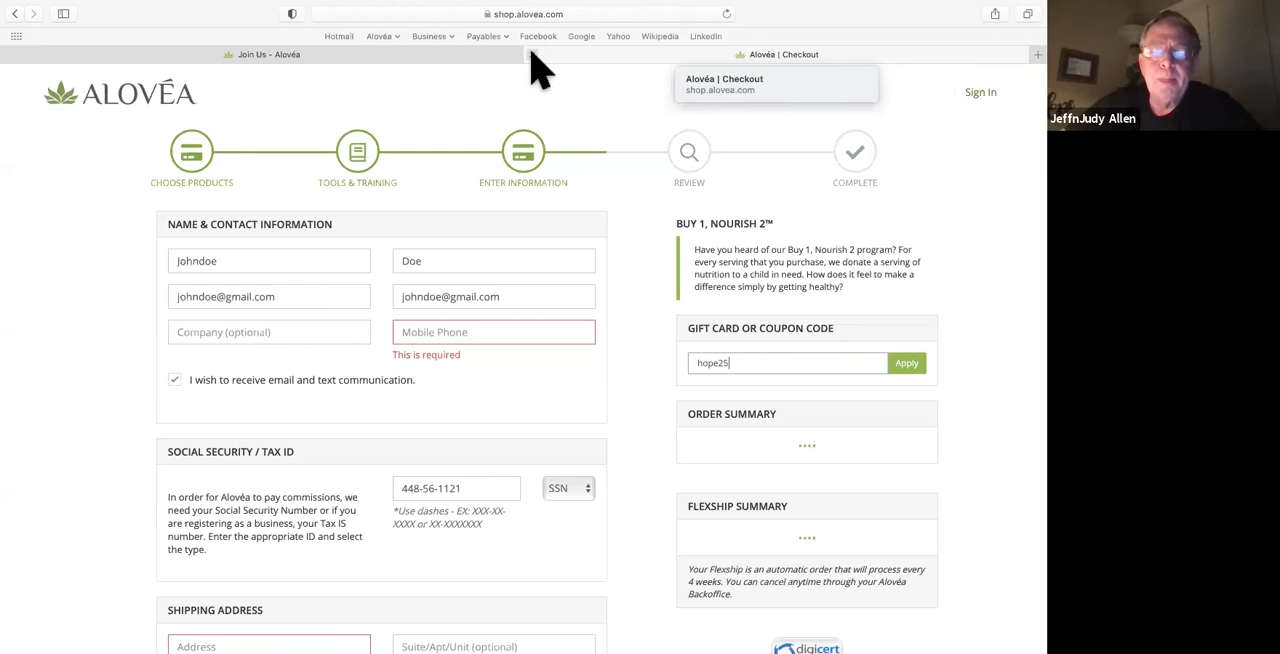 shop.alovea.com
Hotmail Alovéa Business Payables Facebook Google Yahoo Wikipedia LinkedIn
Join Us - Alovéa
Alovéa | Checkout
Alovéa | Checkout
shop.alovea.com
ALOVÉA
Sign In
JeffnJudy Allen
CHOOSE PRODUCTS
TOOLS & TRAINING
ENTER INFORMATION
REVIEW
COMPLETE
NAME & CONTACT INFORMATION
Johndoe
Doe
johndoe@gmail.com
johndoe@gmail.com
Company (optional)
Mobile Phone
This is required
I wish to receive email and text communication.
SOCIAL SECURITY / TAX ID
In order for Alovéa to pay commissions, we
need your Social Security Number or if you
are registering as a business, your Tax IS
number. Enter the appropriate ID and select
the type.
448-56-1121
SSN
*Use dashes - EX: XXX-XX-
XXXX or XX-XXXXXXX
SHIPPING ADDRESS
Address
Suite/Apt/Unit (optional)
BUY 1, NOURISH 2™
Have you heard of our Buy 1, Nourish 2 program? For
every serving that you purchase, we donate a serving of
nutrition to a child in need. How does it feel to make a
difference simply by getting healthy?
GIFT CARD OR COUPON CODE
hope25
Apply
ORDER SUMMARY
FLEXSHIP SUMMARY
Your Flexship is an automatic order that will process every
4 weeks. You can cancel anytime through your Alovéa
Backoffice.
digicert